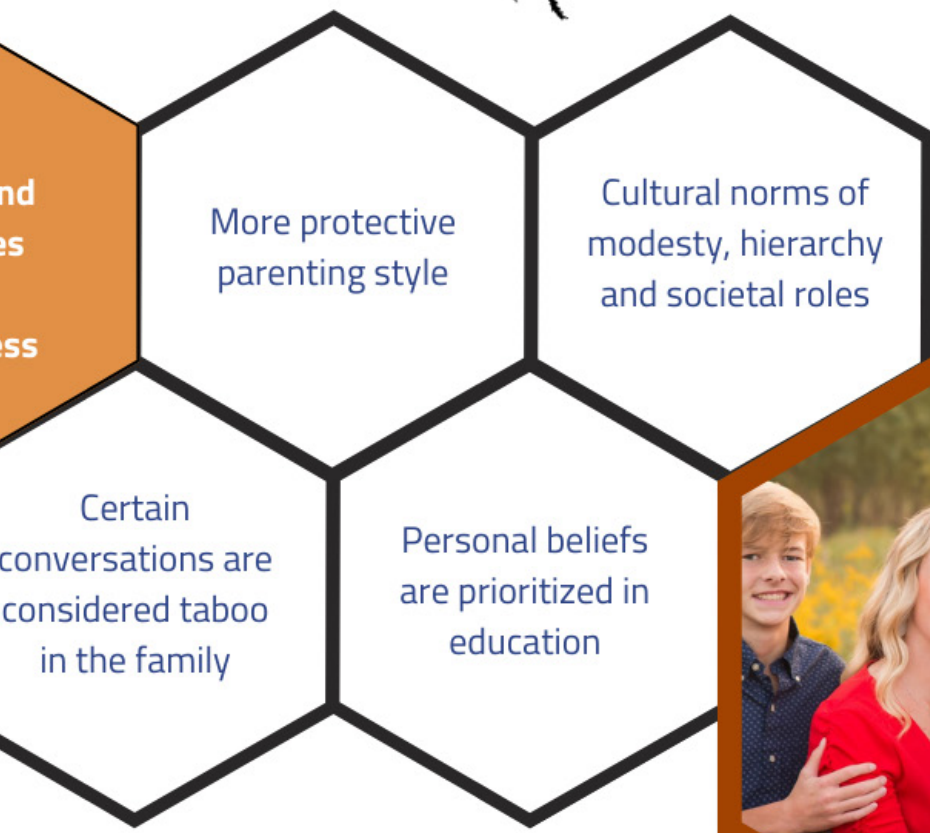 More protective
parenting style
Cultural norms of
modesty, hierarchy
and societal roles
Certain
conversations are
considered taboo
in the family
Personal beliefs
are prioritized in
education